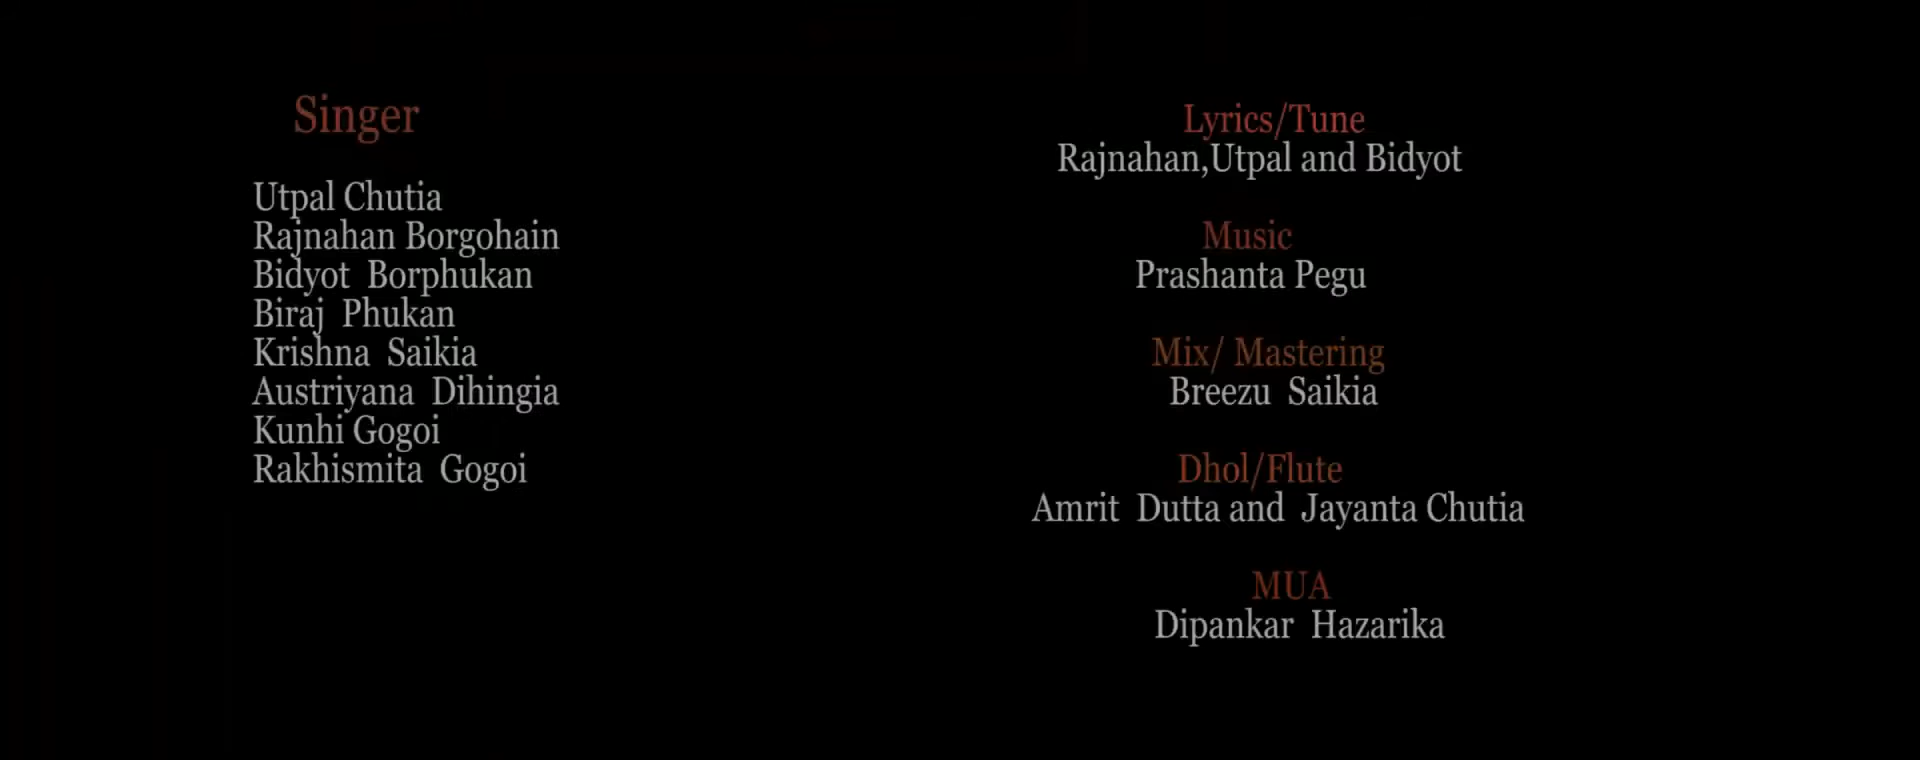 Singer
Utpal Chutia
Rajnahan Borgohain
Bidyot Borphukan
Biraj Phukan
Krishna Saikia
Austriyana Dihingia
Kunhi Gogoi
Rakhismita Gogoi
Lyrics/Tune
Rajnahan,Utpal and Bidyot
Music
Prashanta Pegu
Mix/ Mastering
Breezu Saikia
Dhol/Flute
Amrit Dutta and Jayanta Chutia
MUA
Dipankar Hazarika